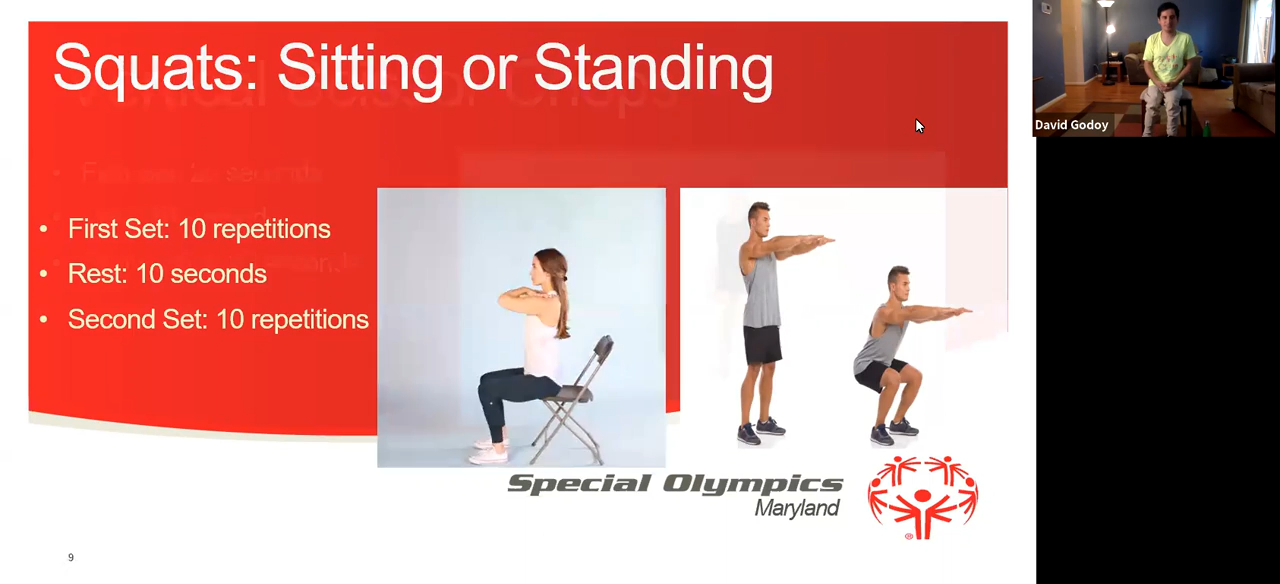 Squats: Sitting or Standing
• First Set: 10 repetitions
• Rest: 10 seconds
• Second Set: 10 repetitions
Special Olympics
Maryland
®
9
David Godoy